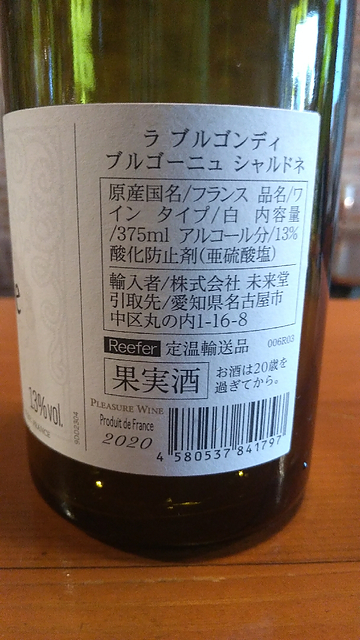 ラ ブルゴンディ
ブルゴーニュ シャルドネ
原産国名/フランス 品名/ワ
イン タイプ/白 内容量
/375ml アルコール分/13%
酸化防止剤(亜硫酸塩)
輸入者/株式会社 未来堂
引取先/愛知県名古屋市
中区丸の内1-16-8
Reefer 定温輸送品 006R03
果実酒
お酒は20歳を
過ぎてから。
PLEASURE WINE
Produit de France
2020
4 580537 841797
13%vol.